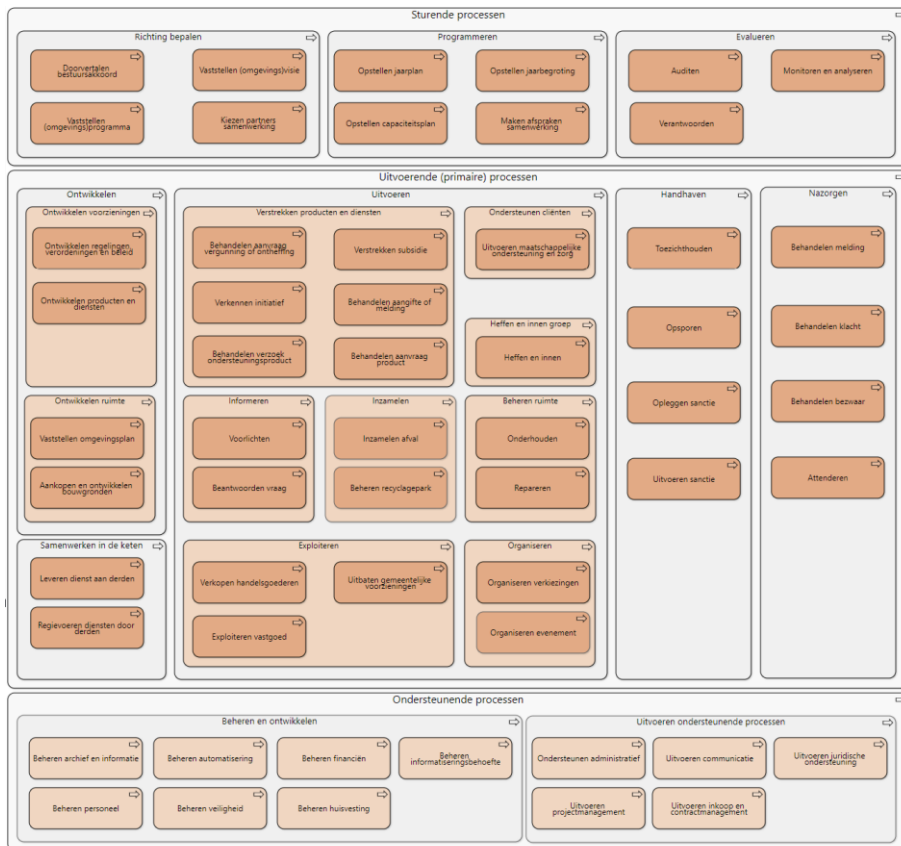 Sturende processen
Richting bepalen
Doorvertalen
bestuursakkoord
Vaststellen (omgevings)visie
Vaststellen
(omgevings)programma
Kiezen partners
samenwerking
Programmeren
Opstellen jaarplan
Opstellen jaarbegroting
Opstellen capaciteitsplan
Maken afspraken
samenwerking
Evalueren
Auditen
Monitoren en analyseren
Verantwoorden
Uitvoerende (primaire) processen
Ontwikkelen
Ontwikkelen voorzieningen
Ontwikkelen regelingen,
verordeningen en beleid
Ontwikkelen producten en
diensten
Ontwikkelen ruimte
Vaststellen omgevingsplan
Aankopen en ontwikkelen
bouwgronden
Samenwerken in de keten
Leveren dienst aan derden
Regievoeren diensten door
derden
Uitvoeren
Verstrekken producten en diensten
Behandelen aanvraag
vergunning of ontheffing
Verstrekken subsidie
Verkennen initiatief
Behandelen aangifte of
melding
Behandelen verzoek
ondersteuningsproduct
Behandelen aanvraag
product
Ondersteunen cliënten
Uitvoeren maatschappelijke
ondersteuning en zorg
Heffen en innen groep
Heffen en innen
Informeren
Voorlichten
Beantwoorden vraag
Inzamelen
Inzamelen afval
Beheren recyclagepark
Beheren ruimte
Onderhouden
Repareren
Exploiteren
Verkopen handelsgoederen
Uitbaten gemeentelijke
voorzieningen
Exploiteren vastgoed
Organiseren
Organiseren verkiezingen
Organiseren evenement
Handhaven
Toezichthouden
Opsporen
Opleggen sanctie
Uitvoeren sanctie
Nazorgen
Behandelen melding
Behandelen klacht
Behandelen bezwaar
Attenderen
Ondersteunende processen
Beheren en ontwikkelen
Beheren archief en informatie
Beheren automatisering
Beheren financiën
Beheren
informatiseringsbehoefte
Beheren personeel
Beheren veiligheid
Beheren huisvesting
Uitvoeren ondersteunende processen
Ondersteunen administratief
Uitvoeren communicatie
Uitvoeren juridische
ondersteuning
Uitvoeren
projectmanagement
Uitvoeren inkoop en
contractmanagement